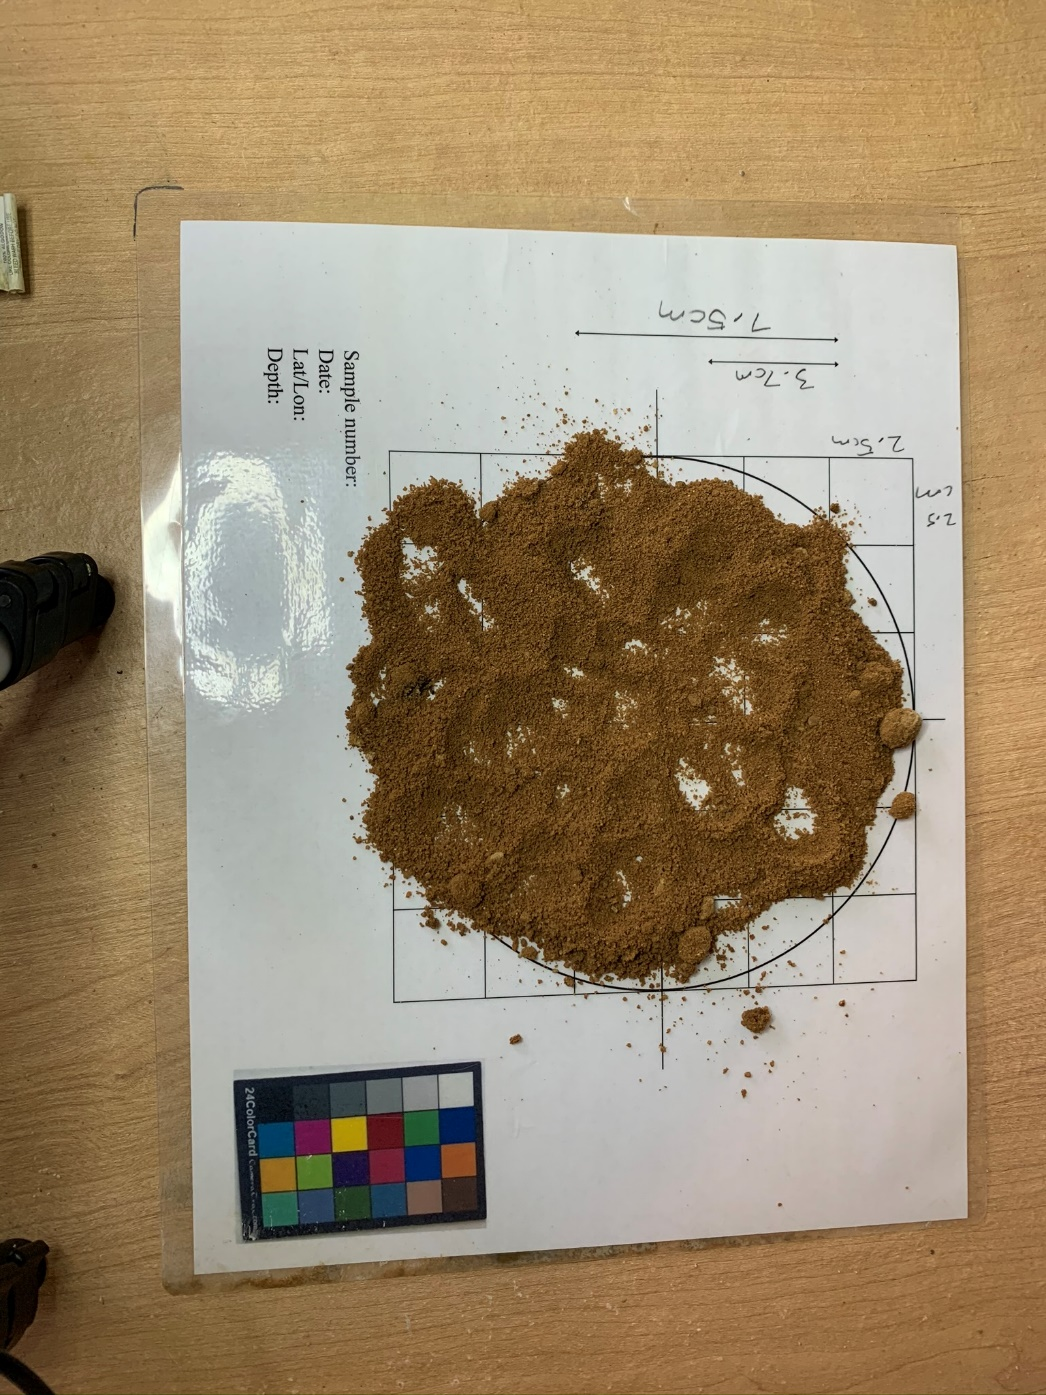 Sample number:
Date:
Lat/Lon:
Depth:
7.5cm
3.7cm
2.5cm
2.5
cm
24ColorCard